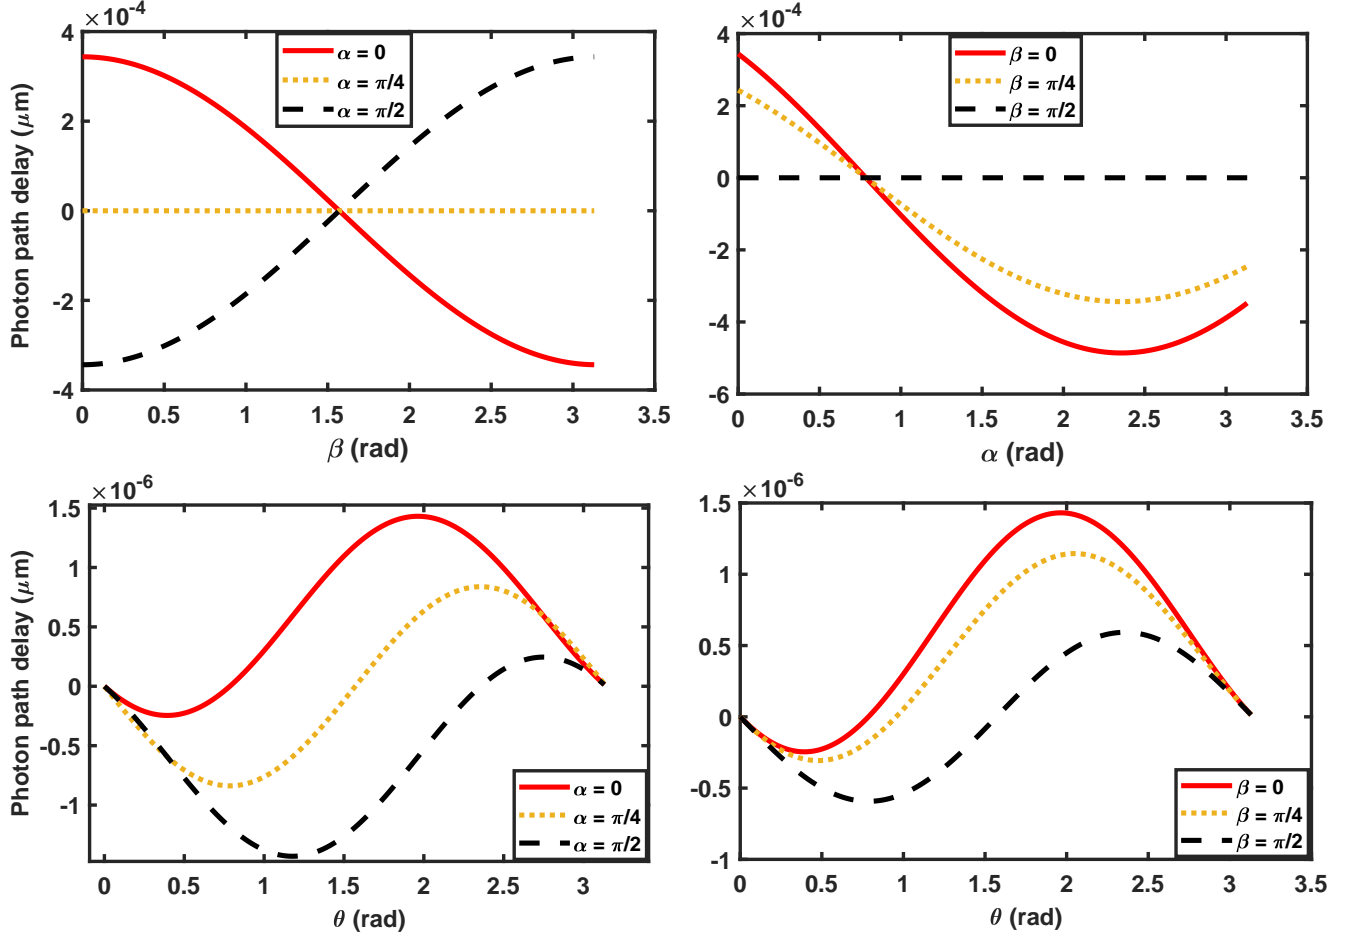 ×10⁻⁴
4
2
0
-2
-4
0 0.5 1 1.5 2 2.5 3 3.5
Photon path delay (μm)
β (rad)
α = 0
α = π/4
α = π/2
×10⁻⁴
4
2
0
-2
-4
-6
0 0.5 1 1.5 2 2.5 3 3.5
α (rad)
β = 0
β = π/4
β = π/2
×10⁻⁶
1.5
1
0.5
0
-0.5
-1
0 0.5 1 1.5 2 2.5 3
Photon path delay (μm)
θ (rad)
α = 0
α = π/4
α = π/2
×10⁻⁶
1.5
1
0.5
0
-0.5
-1
0 0.5 1 1.5 2 2.5 3 3.5
θ (rad)
β = 0
β = π/4
β = π/2